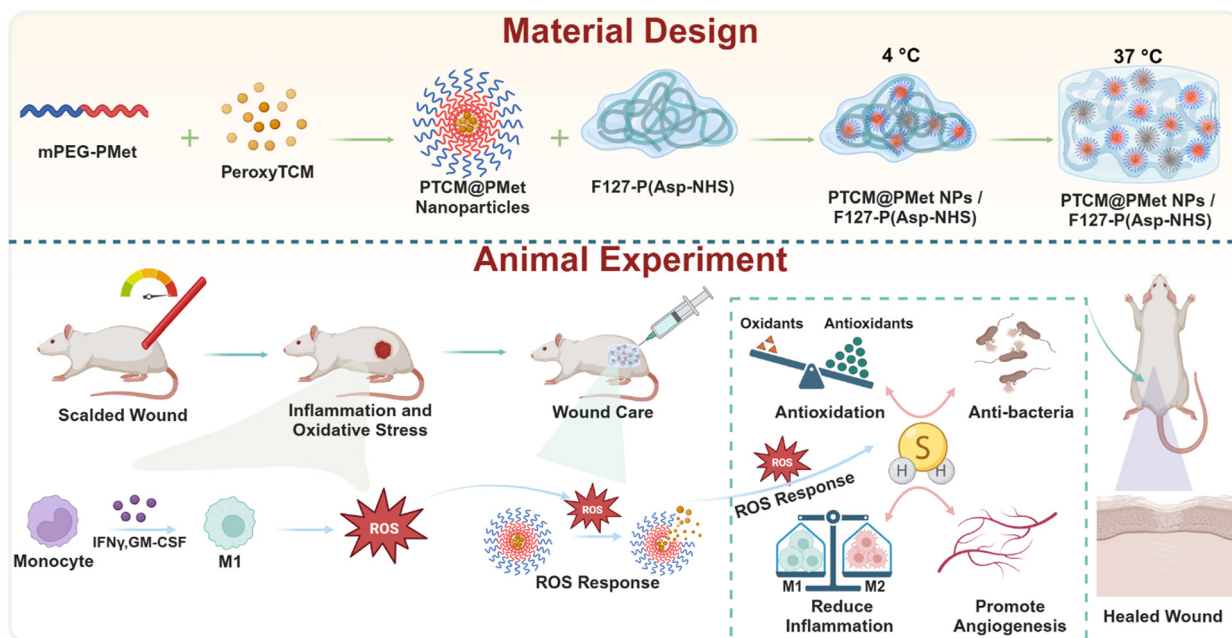 Material Design
mPEG-PMet
+
PeroxyTCM
PTCM@PMet
Nanoparticles
+
F127-P(Asp-NHS)
4 °C
PTCM@PMet NPs /
F127-P(Asp-NHS)
37 °C
PTCM@PMet NPs /
F127-P(Asp-NHS)
Animal Experiment
Scalded Wound
Inflammation and
Oxidative Stress
Wound Care
Oxidants
Antioxidants
Antioxidation
Anti-bacteria
Monocyte
IFNγ,GM-CSF
M1
ROS
ROS
ROS Response
ROS
ROS Response
S
H
H
M1
M2
Reduce
Inflammation
Promote
Angiogenesis
Healed Wound